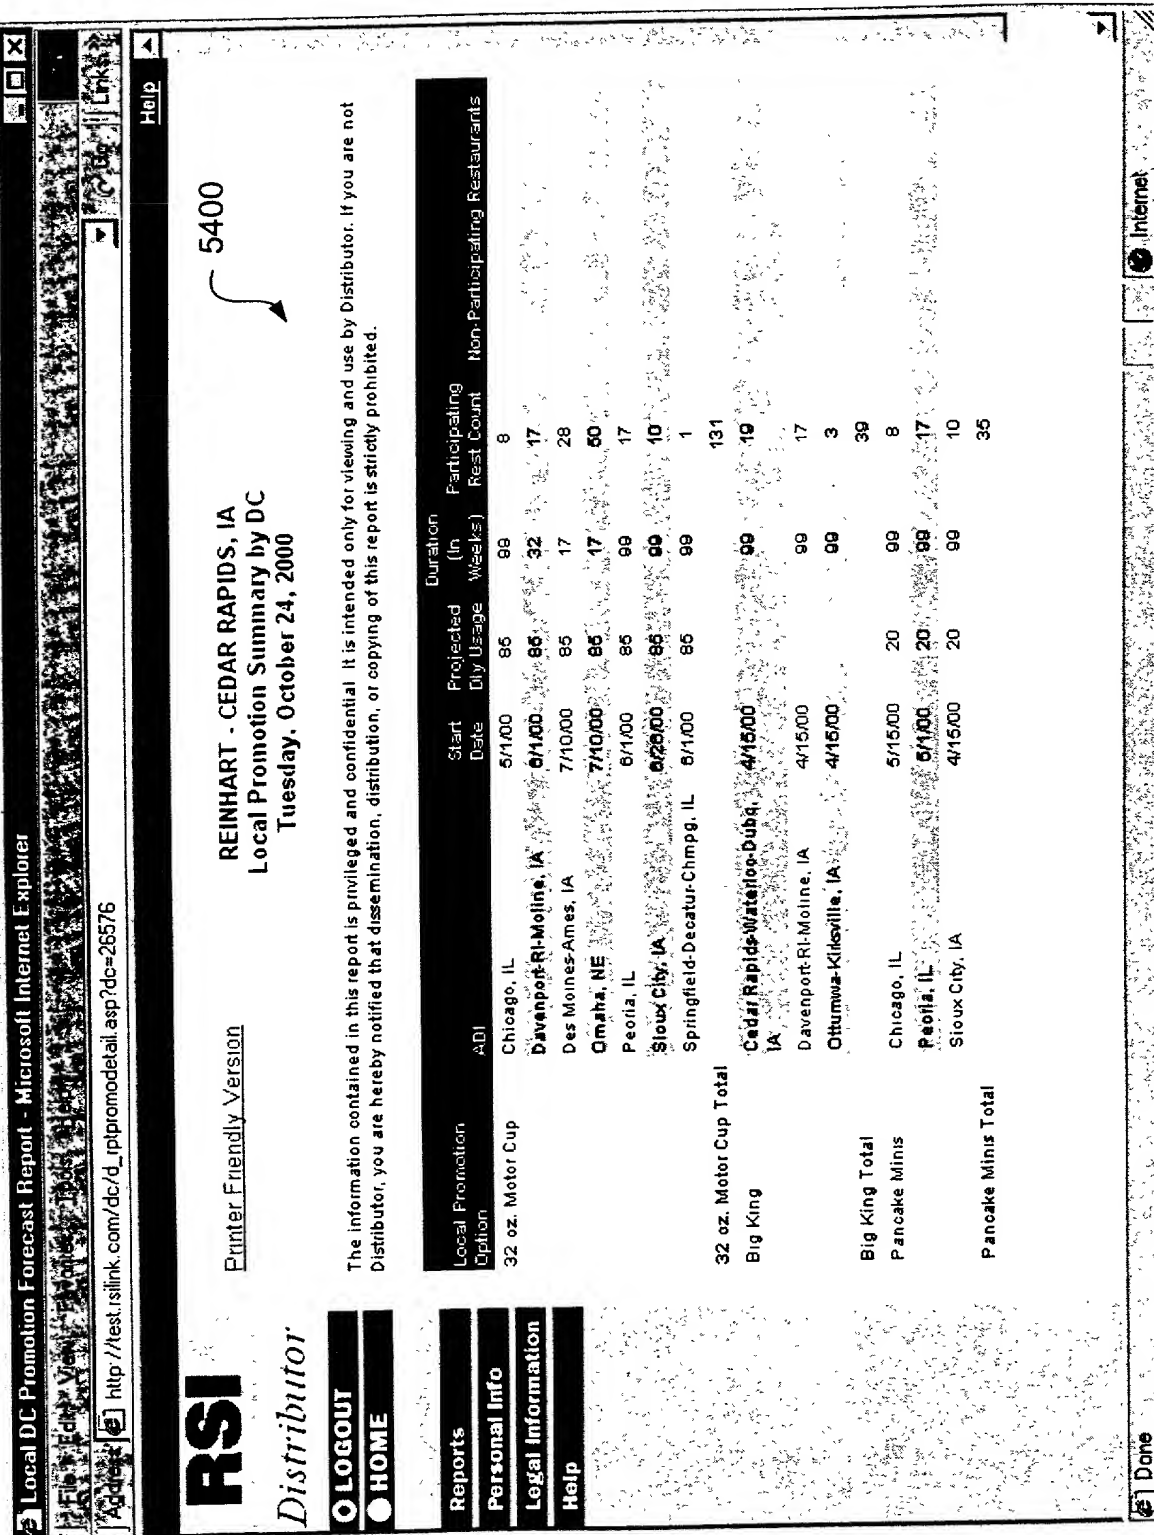 Local DC Promotion Forecast Report - Microsoft Internet Explorer
File Edit View Favorites Tools Help
Address http://test.rsilink.com/dc/d_rptpromodetail.asp?dc=26576 Go Links
Help
RSI
Distributor
LOGOUT
HOME
Reports
Personal Info
Legal Information
Help
Printer Friendly Version
REINHART - CEDAR RAPIDS, IA
Local Promotion Summary by DC
Tuesday, October 24, 2000
5400
The information contained in this report is privileged and confidential It is intended only for viewing and use by Distributor. If you are not
Distributor, you are hereby notified that dissemination, distribution, or copying of this report is strictly prohibited.
Local Promotion Option ADI Start Date Projected Dly Usage Duration (In Weeks) Participating Rest Count Non-Participating Restaurants
32 oz. Motor Cup Chicago, IL 5/1/00 85 99 8
Davenport-RI-Moline, IA 6/1/00 85 32 17
Des Moines-Ames, IA 7/10/00 85 17 28
Omaha, NE 7/10/00 85 17 50
Peoria, IL 6/1/00 85 99 17
Sioux City, IA 85 99 10
Springfield-Decatur-Chmpg, IL 85 99 1
32 oz. Motor Cup Total 131
Big King Cedar Rapids-Waterloo-Dubq, IA 4/15/00 99 19
Davenport-RI-Moline, IA 4/15/00 99 17
Ottumwa-Kirksville, IA 4/15/00 99 3
Big King Total 39
Pancake Minis Chicago, IL 5/15/00 20 99 8
Peoria, IL 20 99 17
Sioux City, IA 4/15/00 20 99 10
Pancake Minis Total 35
Done Internet